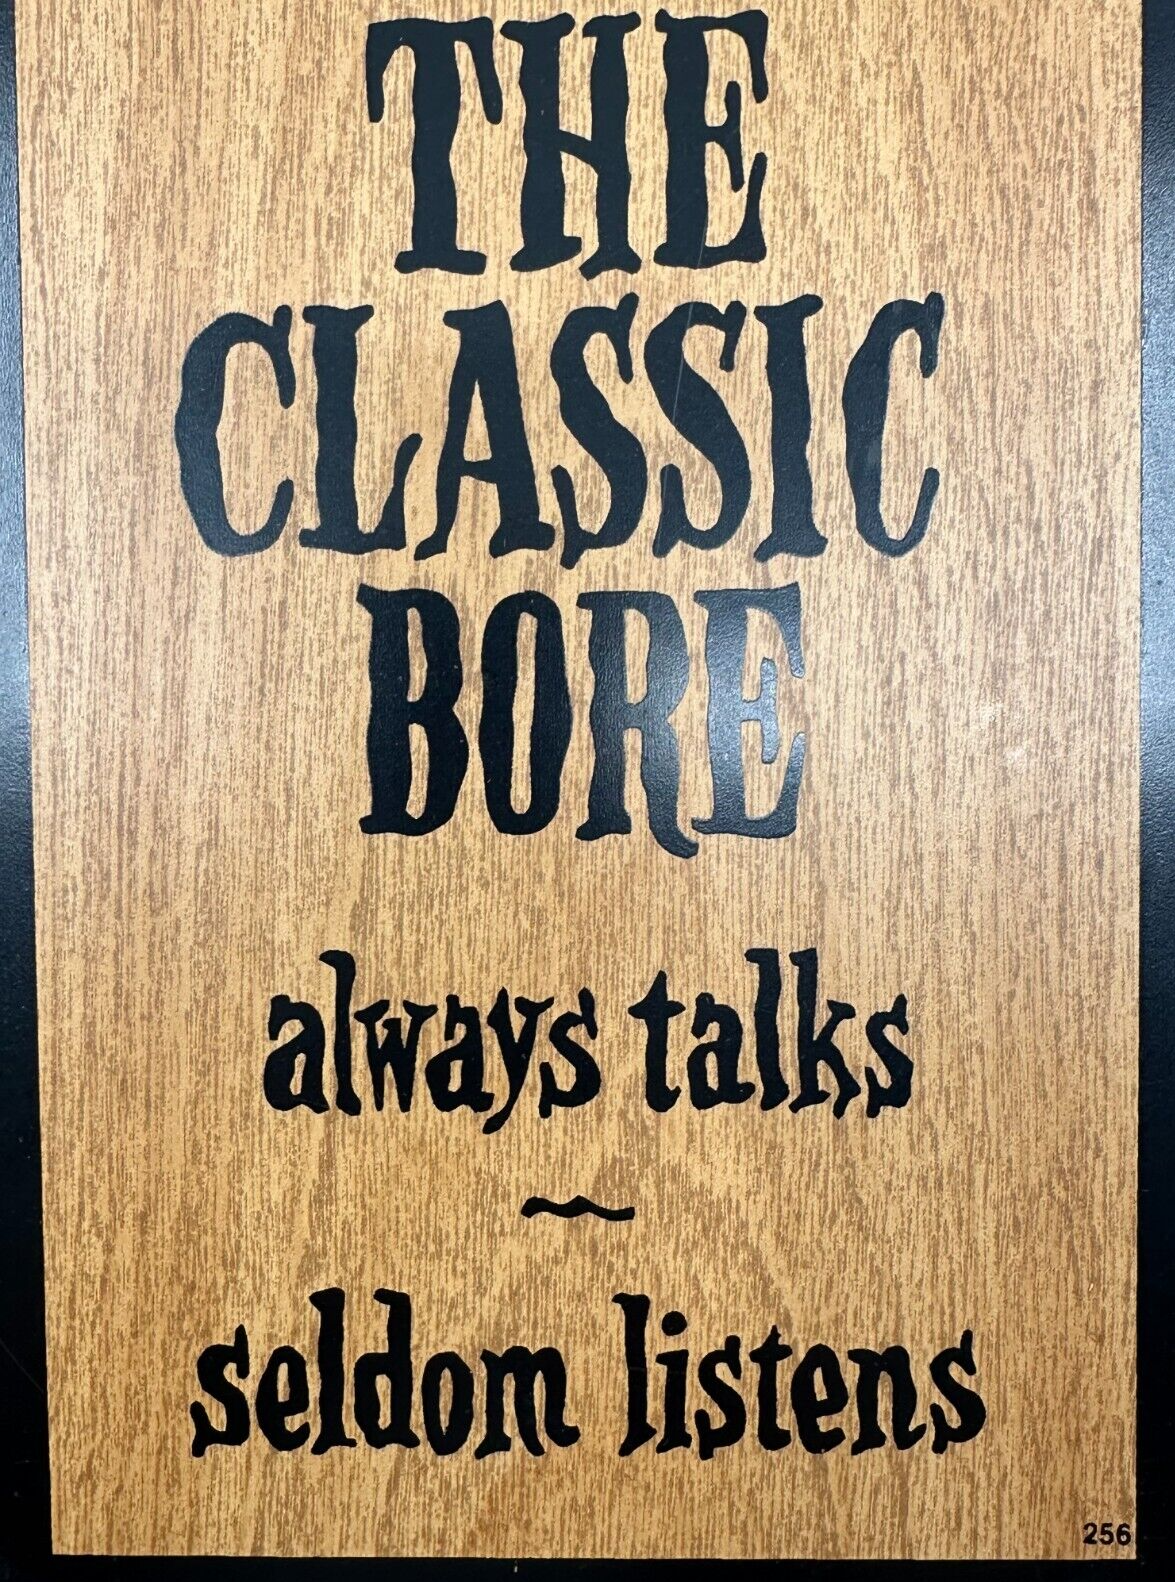 THE
CLASSIC
BORE
always talks
~
seldom listens
256